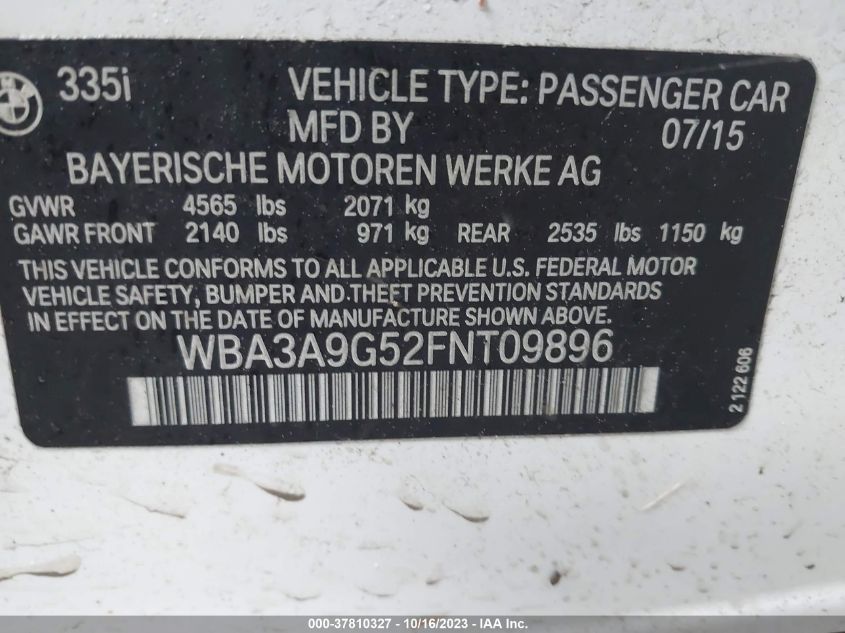 335i VEHICLE TYPE: PASSENGER CAR
MFD BY 07/15
BAYERISCHE MOTOREN WERKE AG
GVWR 4565 lbs 2071 kg
GAWR FRONT 2140 lbs 971 kg REAR 2535 lbs 1150 kg
THIS VEHICLE CONFORMS TO ALL APPLICABLE U.S. FEDERAL MOTOR
VEHICLE SAFETY, BUMPER AND THEFT PREVENTION STANDARDS
IN EFFECT ON THE DATE OF MANUFACTURE SHOWN ABOVE.
WBA3A9G52FNT09896
2 122 606
000-37810327 - 10/16/2023 - IAAI.COM